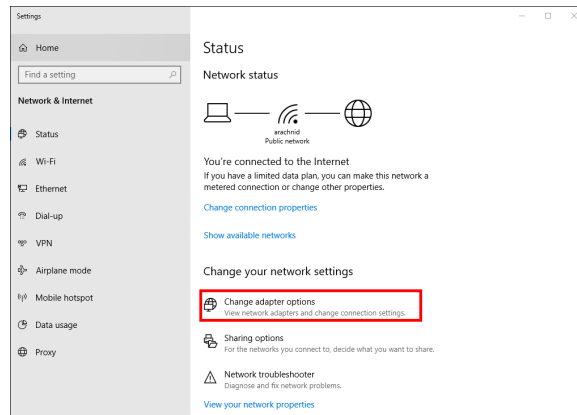 Settings
Home
Find a setting
Network & Internet
Status
Wi-Fi
Ethernet
Dial-up
VPN
Airplane mode
Mobile hotspot
Data usage
Proxy
Status
Network status
arachnid
Public network
You're connected to the Internet
If you have a limited data plan, you can make this network a
metered connection or change other properties.
Change connection properties
Show available networks
Change your network settings
Change adapter options
View network adapters and change connection settings.
Sharing options
For the networks you connect to, decide what you want to share.
Network troubleshooter
Diagnose and fix network problems.
View your network properties